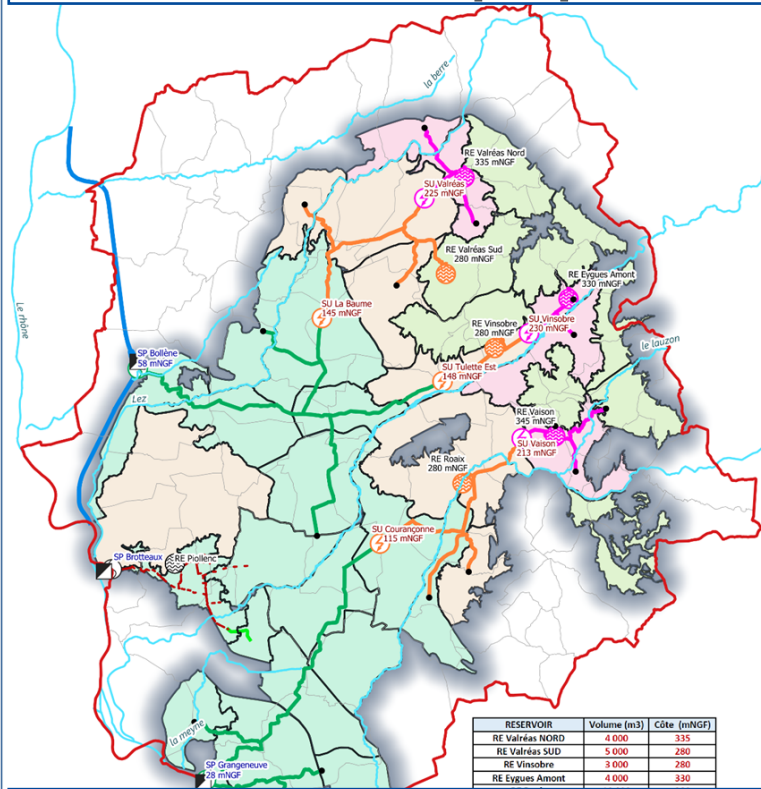 la berre
RE Valréas Nord
335 mNGF
SU Valréas
225 mNGF
RE Valréas Sud
280 mNGF
RE Eygues Amont
330 mNGF
SU La Baume
145 mNGF
Le rhône
RE Vinsobre
280 mNGF
SU Vinsobre
230 mNGF
le lauzon
SP Bollène
58 mNGF
SU Tulette Est
148 mNGF
Lez
RE Vaison
345 mNGF
SU Vaison
213 mNGF
RE Roaix
280 mNGF
SU Courançonne
115 mNGF
SP Brotteaux
RE Piollenc
la meyne
SP Grangeneuve
28 mNGF
RESERVOIR Volume (m3) Côte (mNGF)
RE Valréas NORD 4 000 335
RE Valréas SUD 5 000 280
RE Vinsobre 3 000 280
RE Eygues Amont 4 000 330